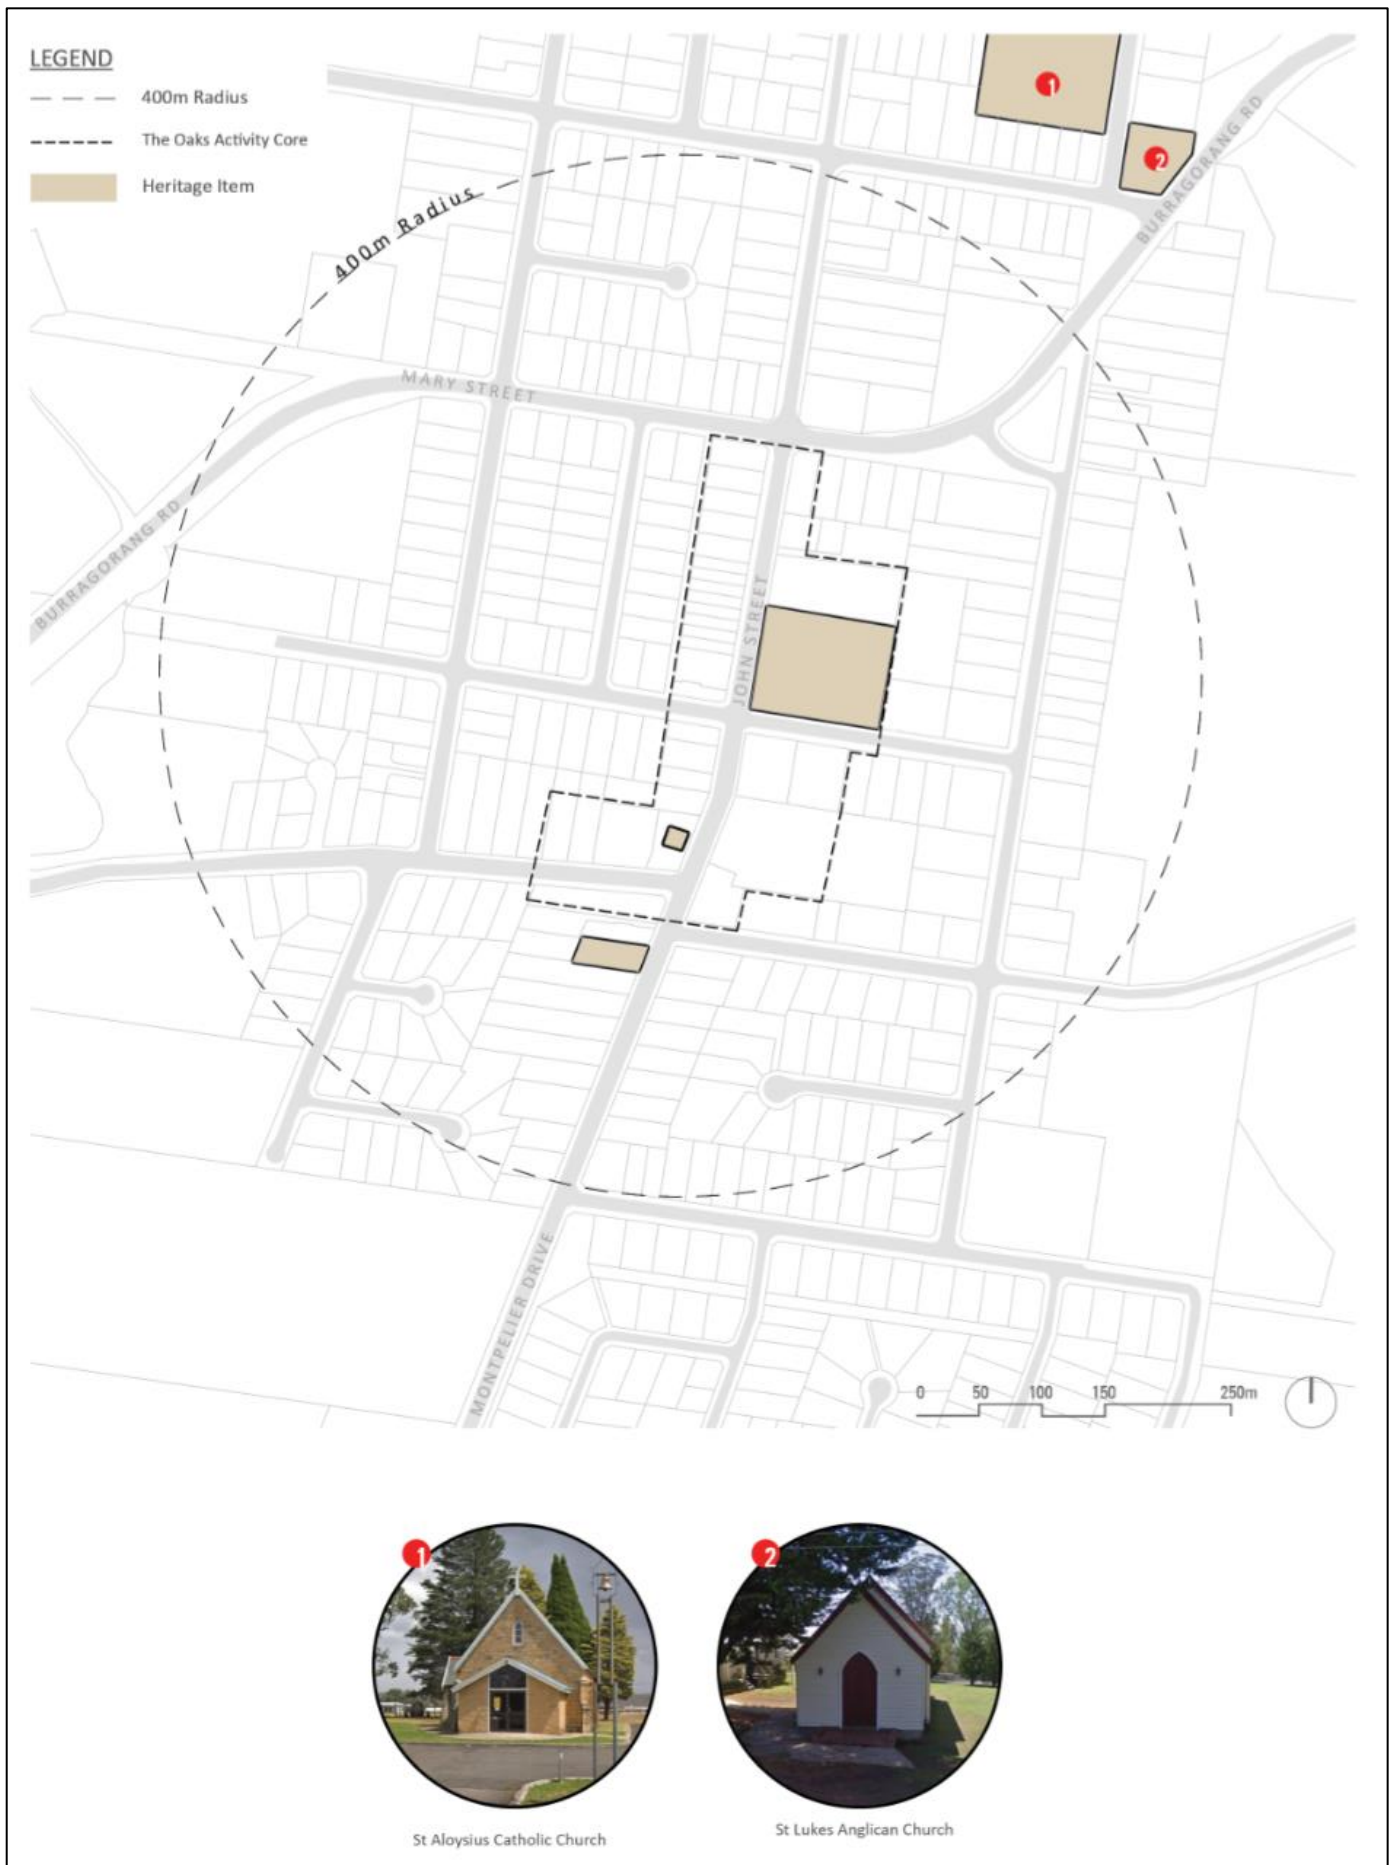 LEGEND
400m Radius
The Oaks Activity Core
Heritage Item
1
2
BURRAGORANG RD
400m Radius
MARY STREET
BURRAGORANG RD
JOHN STREET
MONTPELIER DRIVE
0 50 100 150 250m
1
2
St Aloysius Catholic Church
St Lukes Anglican Church